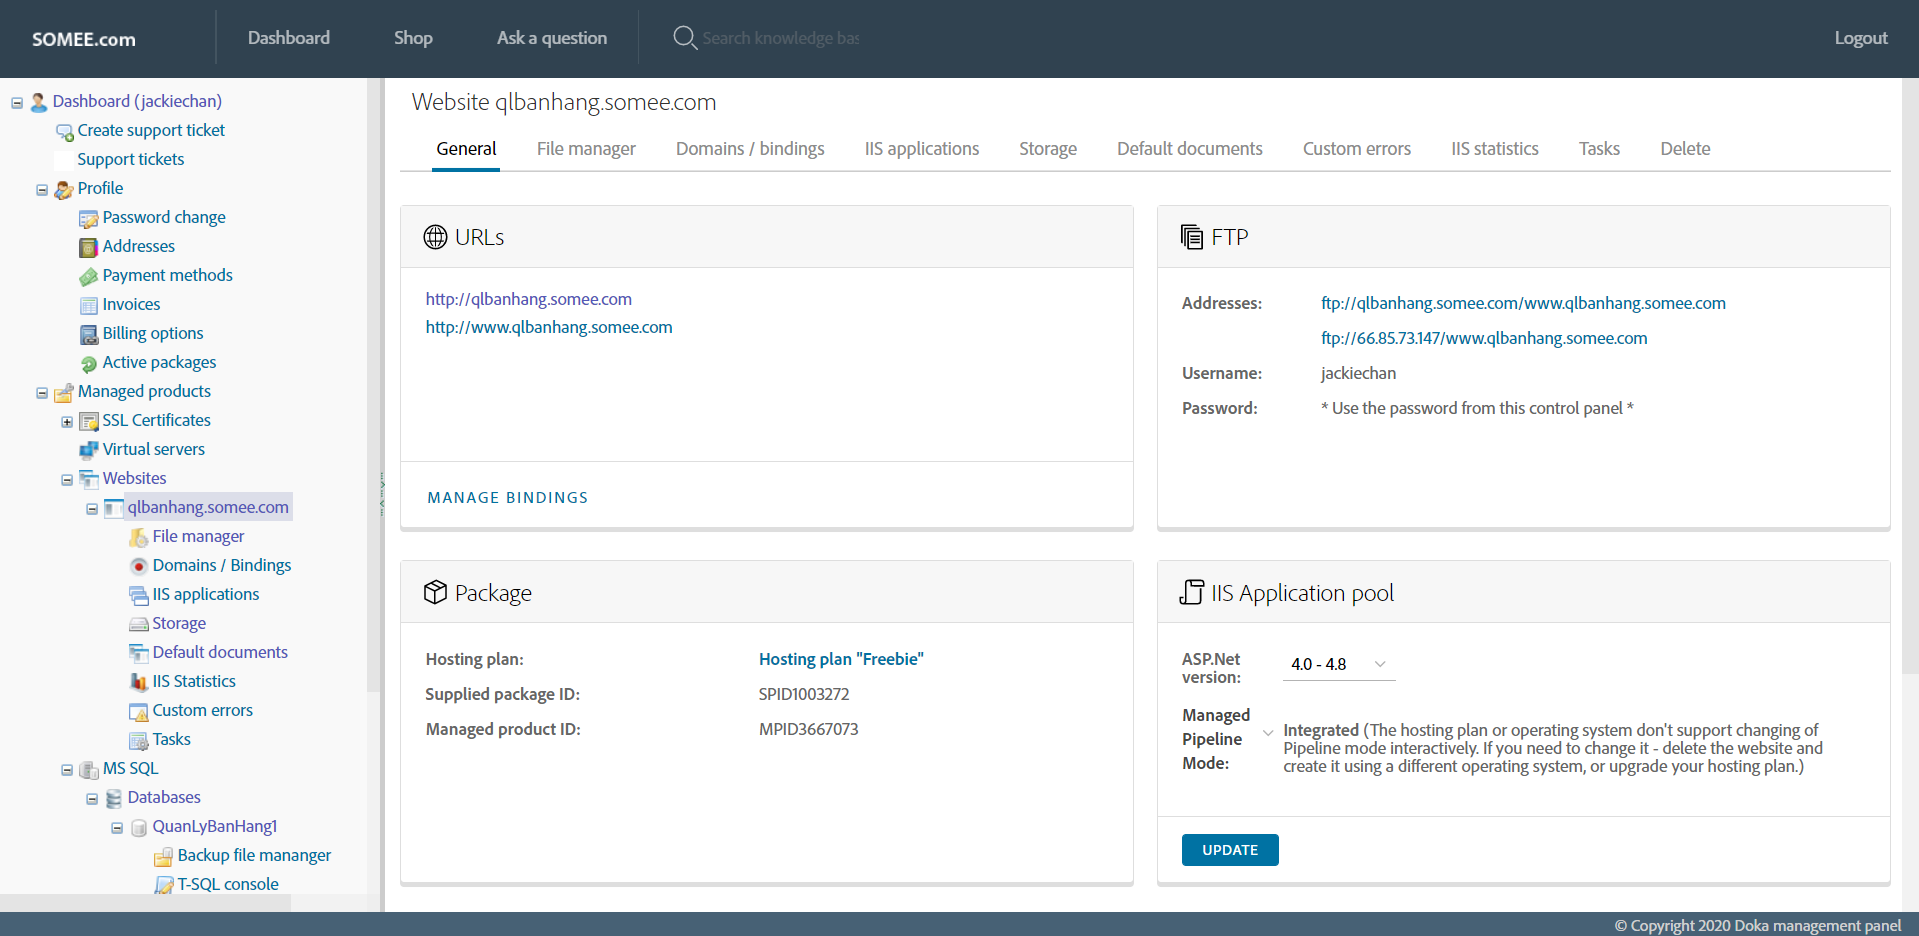 SOMEE.com
Dashboard
Shop
Ask a question
Search knowledge bas
Logout
Dashboard (jackiechan)
Create support ticket
Support tickets
Profile
Password change
Addresses
Payment methods
Invoices
Billing options
Active packages
Managed products
SSL Certificates
Virtual servers
Websites
qlbanhang.somee.com
File manager
Domains / Bindings
IIS applications
Storage
Default documents
IIS Statistics
Custom errors
Tasks
MS SQL
Databases
QuanLyBanHang1
Backup file mananger
T-SQL console
Website qlbanhang.somee.com
General
File manager
Domains / bindings
IIS applications
Storage
Default documents
Custom errors
IIS statistics
Tasks
Delete
URLs
http://qlbanhang.somee.com
http://www.qlbanhang.somee.com
MANAGE BINDINGS
FTP
Addresses: ftp://qlbanhang.somee.com/www.qlbanhang.somee.com
ftp://66.85.73.147/www.qlbanhang.somee.com
Username: jackiechan
Password: * Use the password from this control panel *
Package
Hosting plan: Hosting plan "Freebie"
Supplied package ID: SPID1003272
Managed product ID: MPID3667073
IIS Application pool
ASP.Net
version:
4.0 - 4.8
Managed
Pipeline
Mode:
Integrated (The hosting plan or operating system don't support changing of
Pipeline mode interactively. If you need to change it - delete the website and
create it using a different operating system, or upgrade your hosting plan.)
UPDATE
© Copyright 2020 Doka management panel